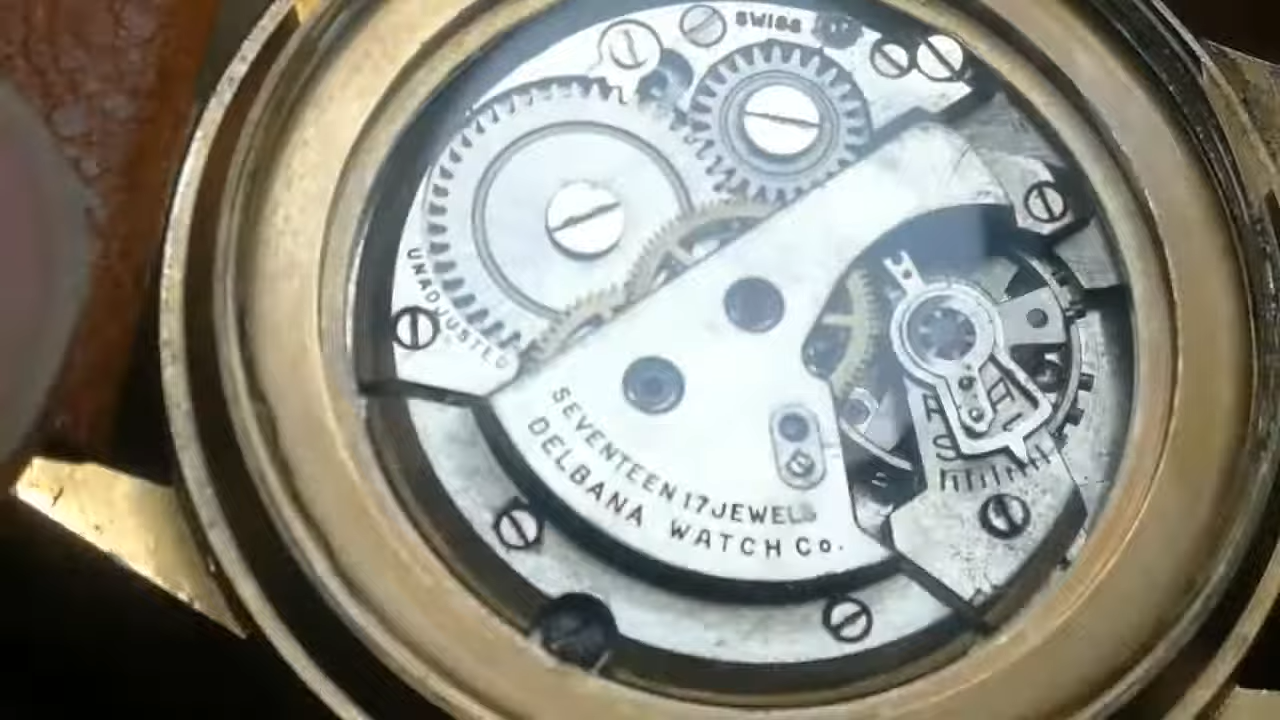 SWISS
UNADJUSTED
SEVENTEEN 17 JEWELS
DELBANA WATCH Co.
A
S